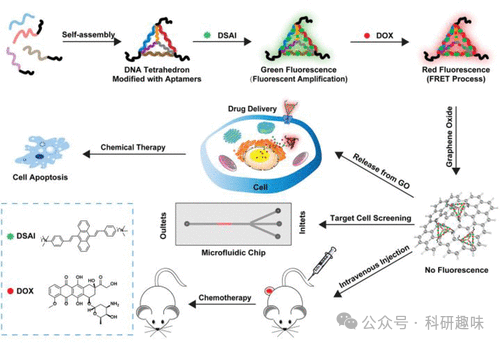 Self-assembly
DSAI
DOX
DNA Tetrahedron
Modified with Aptamers
Green Fluorescence
(Fluorescent Amplification)
Red Fluorescence
(FRET Process)
Graphene Oxide
Drug Delivery
Chemical Therapy
Cell Apoptosis
Cell
Release from GO
Target Cell Screening
Outlets
Inltets
Microfluidic Chip
No Fluorescence
Intravenous Injection
Chemotherapy
DSAI
DOX
公众号 · 科研趣味